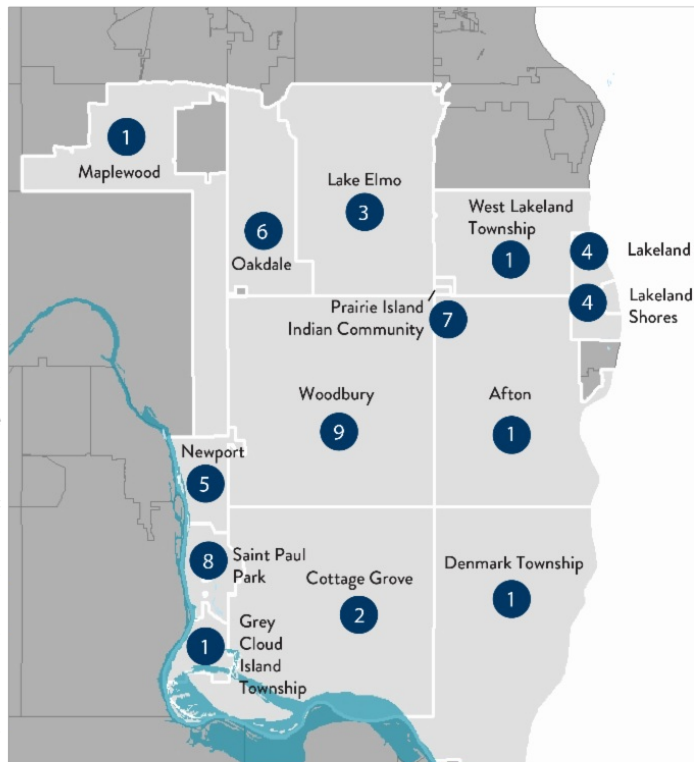 1
Maplewood
Lake Elmo
3
6
Oakdale
West Lakeland
Township
1
4
Lakeland
4
Lakeland
Shores
Prairie Island
Indian Community
7
Woodbury
9
Afton
1
Newport
5
8
Saint Paul
Park
Cottage Grove
2
Denmark Township
1
1
Grey
Cloud
Island
Township